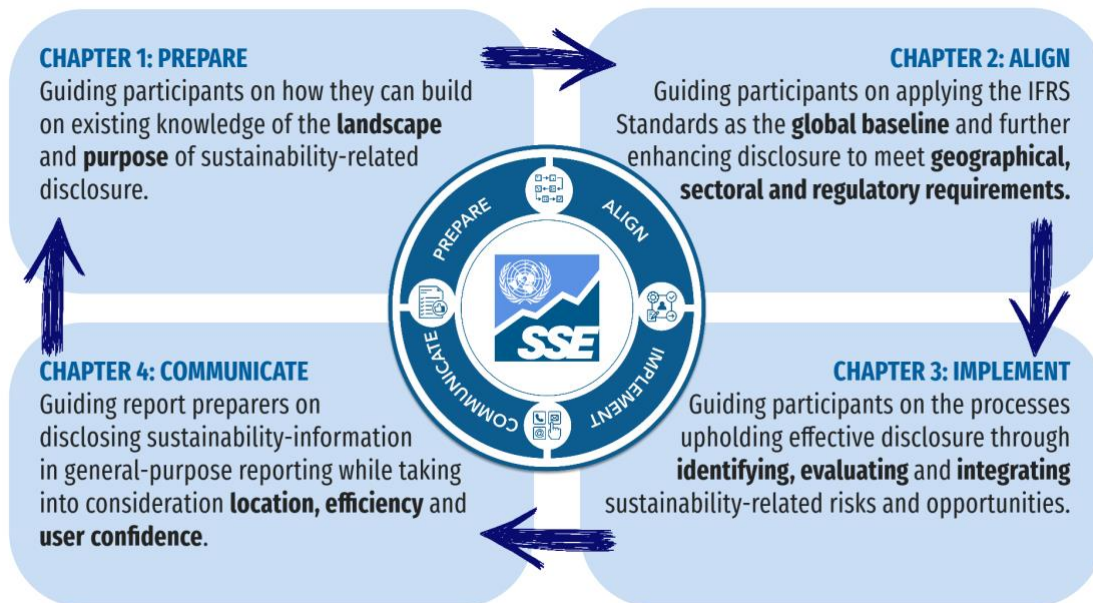 CHAPTER 1: PREPARE
Guiding participants on how they can build
on existing knowledge of the landscape
and purpose of sustainability-related
disclosure.
CHAPTER 2: ALIGN
Guiding participants on applying the IFRS
Standards as the global baseline and further
enhancing disclosure to meet geographical,
sectoral and regulatory requirements.
PREPARE
ALIGN
SSE
COMMUNICATE
IMPLEMENT
CHAPTER 4: COMMUNICATE
Guiding report preparers on
disclosing sustainability-information
in general-purpose reporting while taking
into consideration location, efficiency and
user confidence.
CHAPTER 3: IMPLEMENT
Guiding participants on the processes
upholding effective disclosure through
identifying, evaluating and integrating
sustainability-related risks and opportunities.